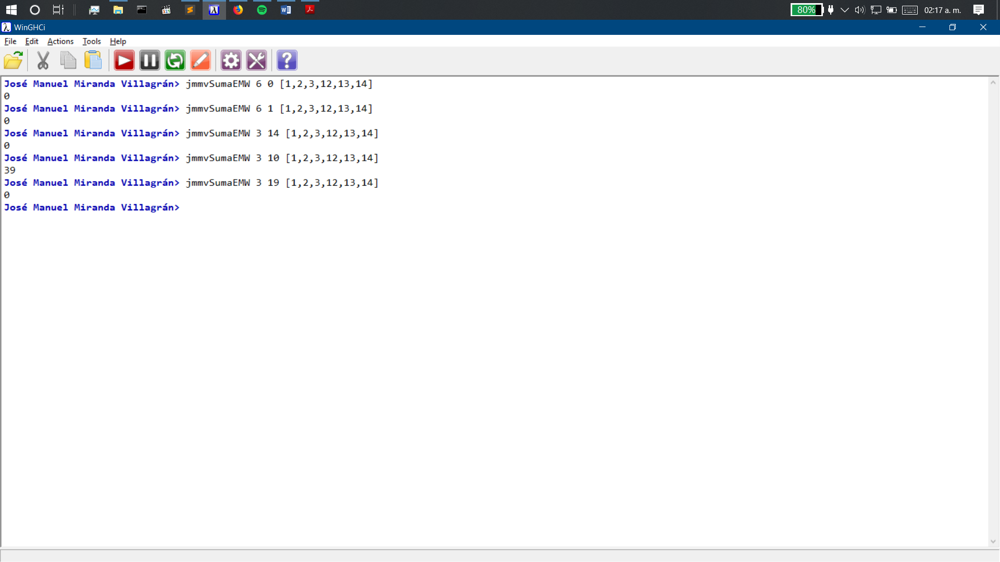 80%
02:17 a. m.
WinGHCi
File Edit Actions Tools Help
José Manuel Miranda Villagrán> jmmvSumaEMW 6 0 [1,2,3,12,13,14]
0
José Manuel Miranda Villagrán> jmmvSumaEMW 6 1 [1,2,3,12,13,14]
0
José Manuel Miranda Villagrán> jmmvSumaEMW 3 14 [1,2,3,12,13,14]
0
José Manuel Miranda Villagrán> jmmvSumaEMW 3 10 [1,2,3,12,13,14]
39
José Manuel Miranda Villagrán> jmmvSumaEMW 3 19 [1,2,3,12,13,14]
0
José Manuel Miranda Villagrán>